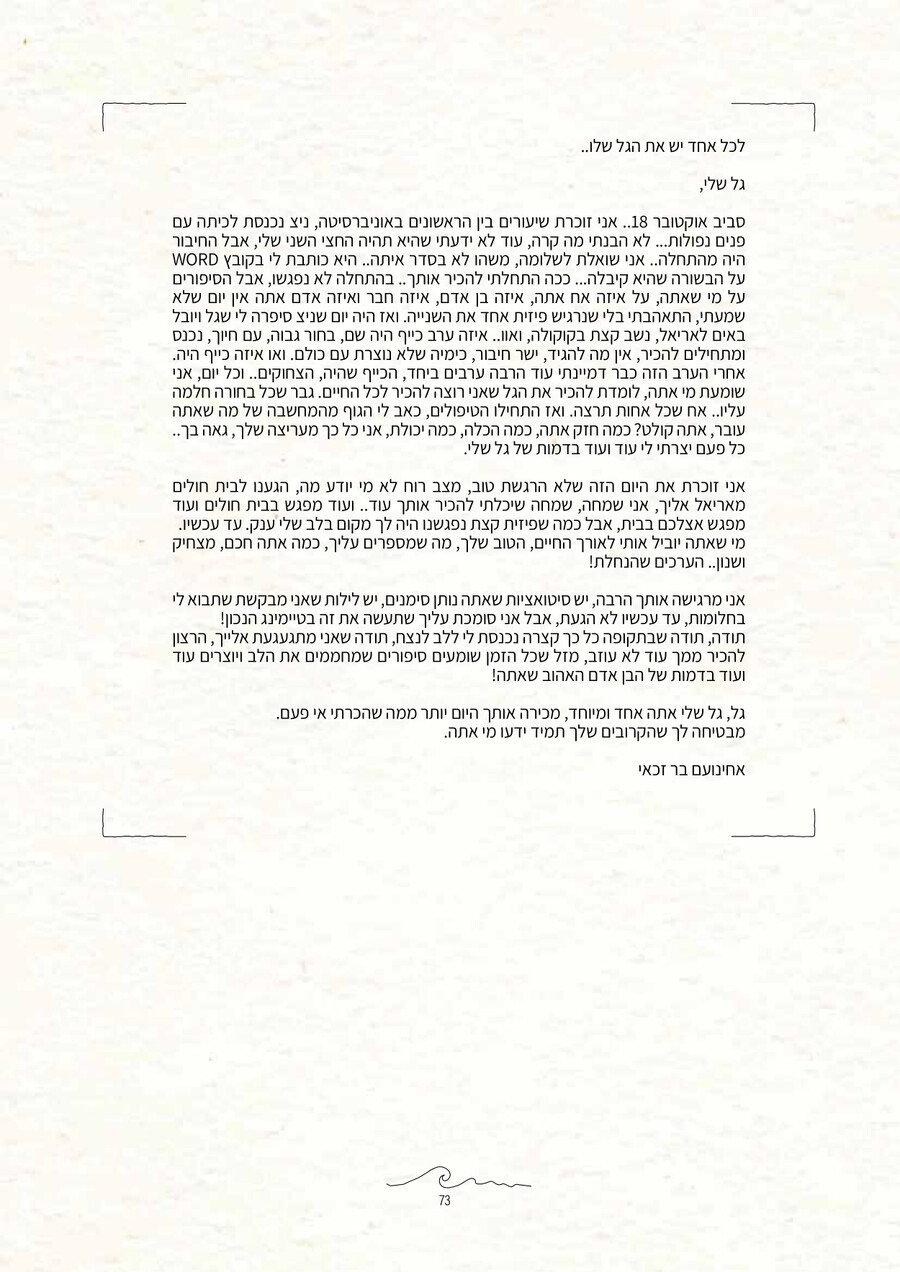 לכל אחד יש את הגל שלו..
גל שלי,
סביב אוקטובר 18.. אני זוכרת שיעורים בין הראשונים באוניברסיטה, ניצ נכנסת לכיתה עם
פנים נפולות... לא הבנתי מה קרה, עוד לא ידעתי שהיא תהיה החצי השני שלי, אבל החיבור
היה מהתחלה.. אני שואלת לשלומה, משהו לא בסדר איתה.. היא כותבת לי בקובץ WORD
על הבשורה שהיא קיבלה... ככה התחלתי להכיר אותך.. בהתחלה לא נפגשנו, אבל הסיפורים
על מי שאתה, על איזה אח אתה, איזה בן אדם, איזה חבר ואיזה אדם אתה אין יום שלא
שמעתי, התאהבתי בלי שנרגיש פיזית אחד את השנייה. ואז היה יום שניצ סיפרה לי שגל ויובל
באים לאריאל, נשב קצת בקוקולה, ואוו.. איזה ערב כייף היה שם, בחור גבוה, עם חיוך, נכנס
ומתחילים להכיר, אין מה להגיד, ישר חיבור, כימיה שלא נוצרת עם כולם. ואו איזה כייף היה.
אחרי הערב הזה כבר דמיינתי עוד הרבה ערבים ביחד, הכייף שהיה, הצחוקים.. וכל יום, אני
שומעת מי אתה, לומדת להכיר את הגל שאני רוצה להכיר לכל החיים. גבר שכל בחורה חלמה
עליו.. אח שכל אחות תרצה. ואז התחילו הטיפולים, כאב לי הגוף מהמחשבה של מה שאתה
עובר, אתה קולט? כמה חזק אתה, כמה הכלה, כמה יכולת, אני כל כך מעריצה שלך, גאה בך..
כל פעם יצרתי לי עוד ועוד בדמות של גל שלי.
אני זוכרת את היום הזה שלא הרגשת טוב, מצב רוח לא מי יודע מה, הגענו לבית חולים
מאריאל אליך, אני שמחה, שמחה שיכלתי להכיר אותך עוד.. ועוד מפגש בבית חולים ועוד
מפגש אצלכם בבית, אבל כמה שפיזית קצת נפגשנו היה לך מקום בלב שלי ענק. עד עכשיו.
מי שאתה יוביל אותי לאורך החיים, הטוב שלך, מה שמספרים עליך, כמה אתה חכם, מצחיק
ושנון.. הערכים שהנחלת!
אני מרגישה אותך הרבה, יש סיטואציות שאתה נותן סימנים, יש לילות שאני מבקשת שתבוא לי
בחלומות, עד עכשיו לא הגעת, אבל אני סומכת עליך שתעשה את זה בטיימינג הנכון!
תודה, תודה שבתקופה כל כך קצרה נכנסת לי ללב לנצח, תודה שאני מתגעגעת אלייך, הרצון
להכיר ממך עוד לא עוזב, מזל שכל הזמן שומעים סיפורים שמחממים את הלב ויוצרים עוד
ועוד בדמות של הבן אדם האהוב שאתה!
גל, גל שלי אתה אחד ומיוחד, מכירה אותך היום יותר ממה שהכרתי אי פעם.
מבטיחה לך שהקרובים שלך תמיד ידעו מי אתה.
אחינועם בר זכאי
73